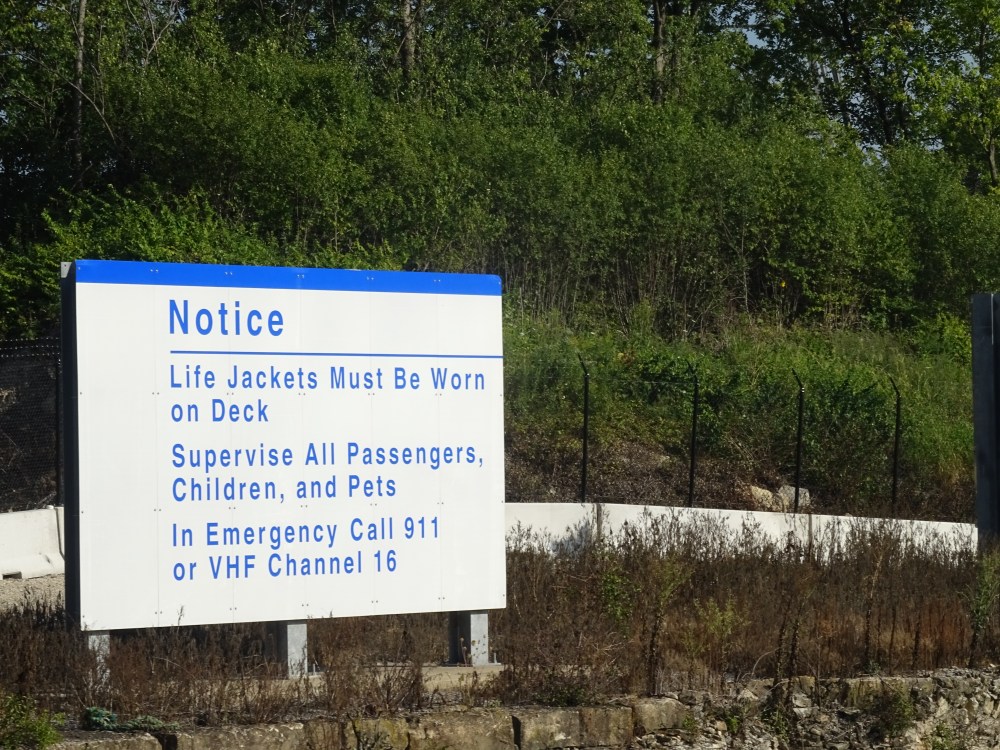 Notice
Life Jackets Must Be Worn
on Deck
Supervise All Passengers,
Children, and Pets
In Emergency Call 911
or VHF Channel 16